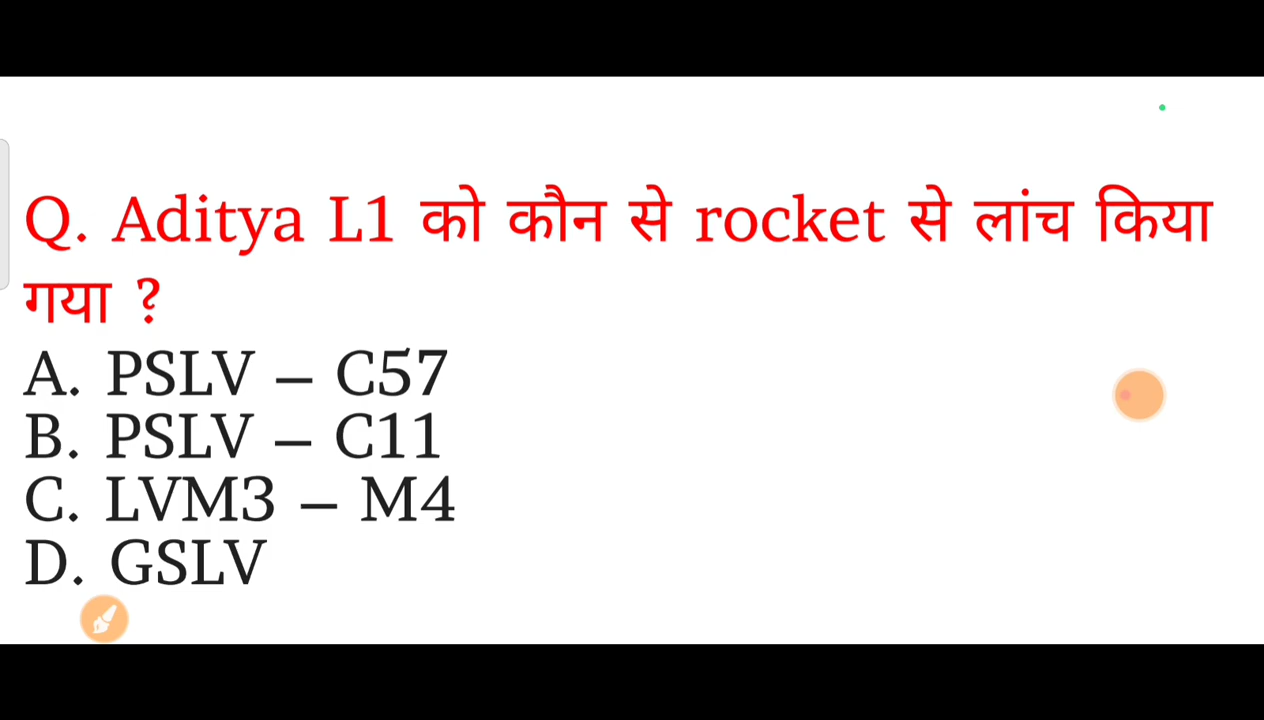 Q. Aditya L1 को कौन से rocket से लांच किया
गया ?
A. PSLV – C57
B. PSLV – C11
C. LVM3 – M4
D. GSLV